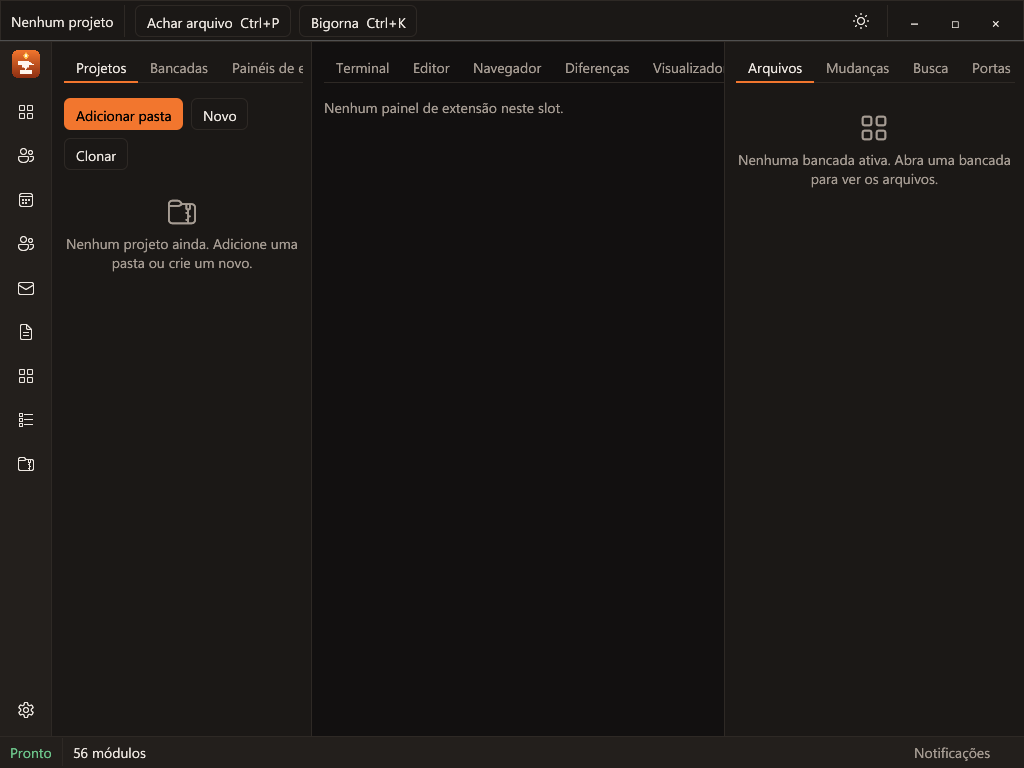 Nenhum projeto
Achar arquivo Ctrl+P
Bigorna Ctrl+K
Projetos Bancadas Painéis de e
Adicionar pasta
Novo
Clonar
Nenhum projeto ainda. Adicione uma
pasta ou crie um novo.
Terminal Editor Navegador Diferenças Visualizado
Nenhum painel de extensão neste slot.
Arquivos Mudanças Busca Portas
Nenhuma bancada ativa. Abra uma bancada
para ver os arquivos.
Pronto
56 módulos
Notificações